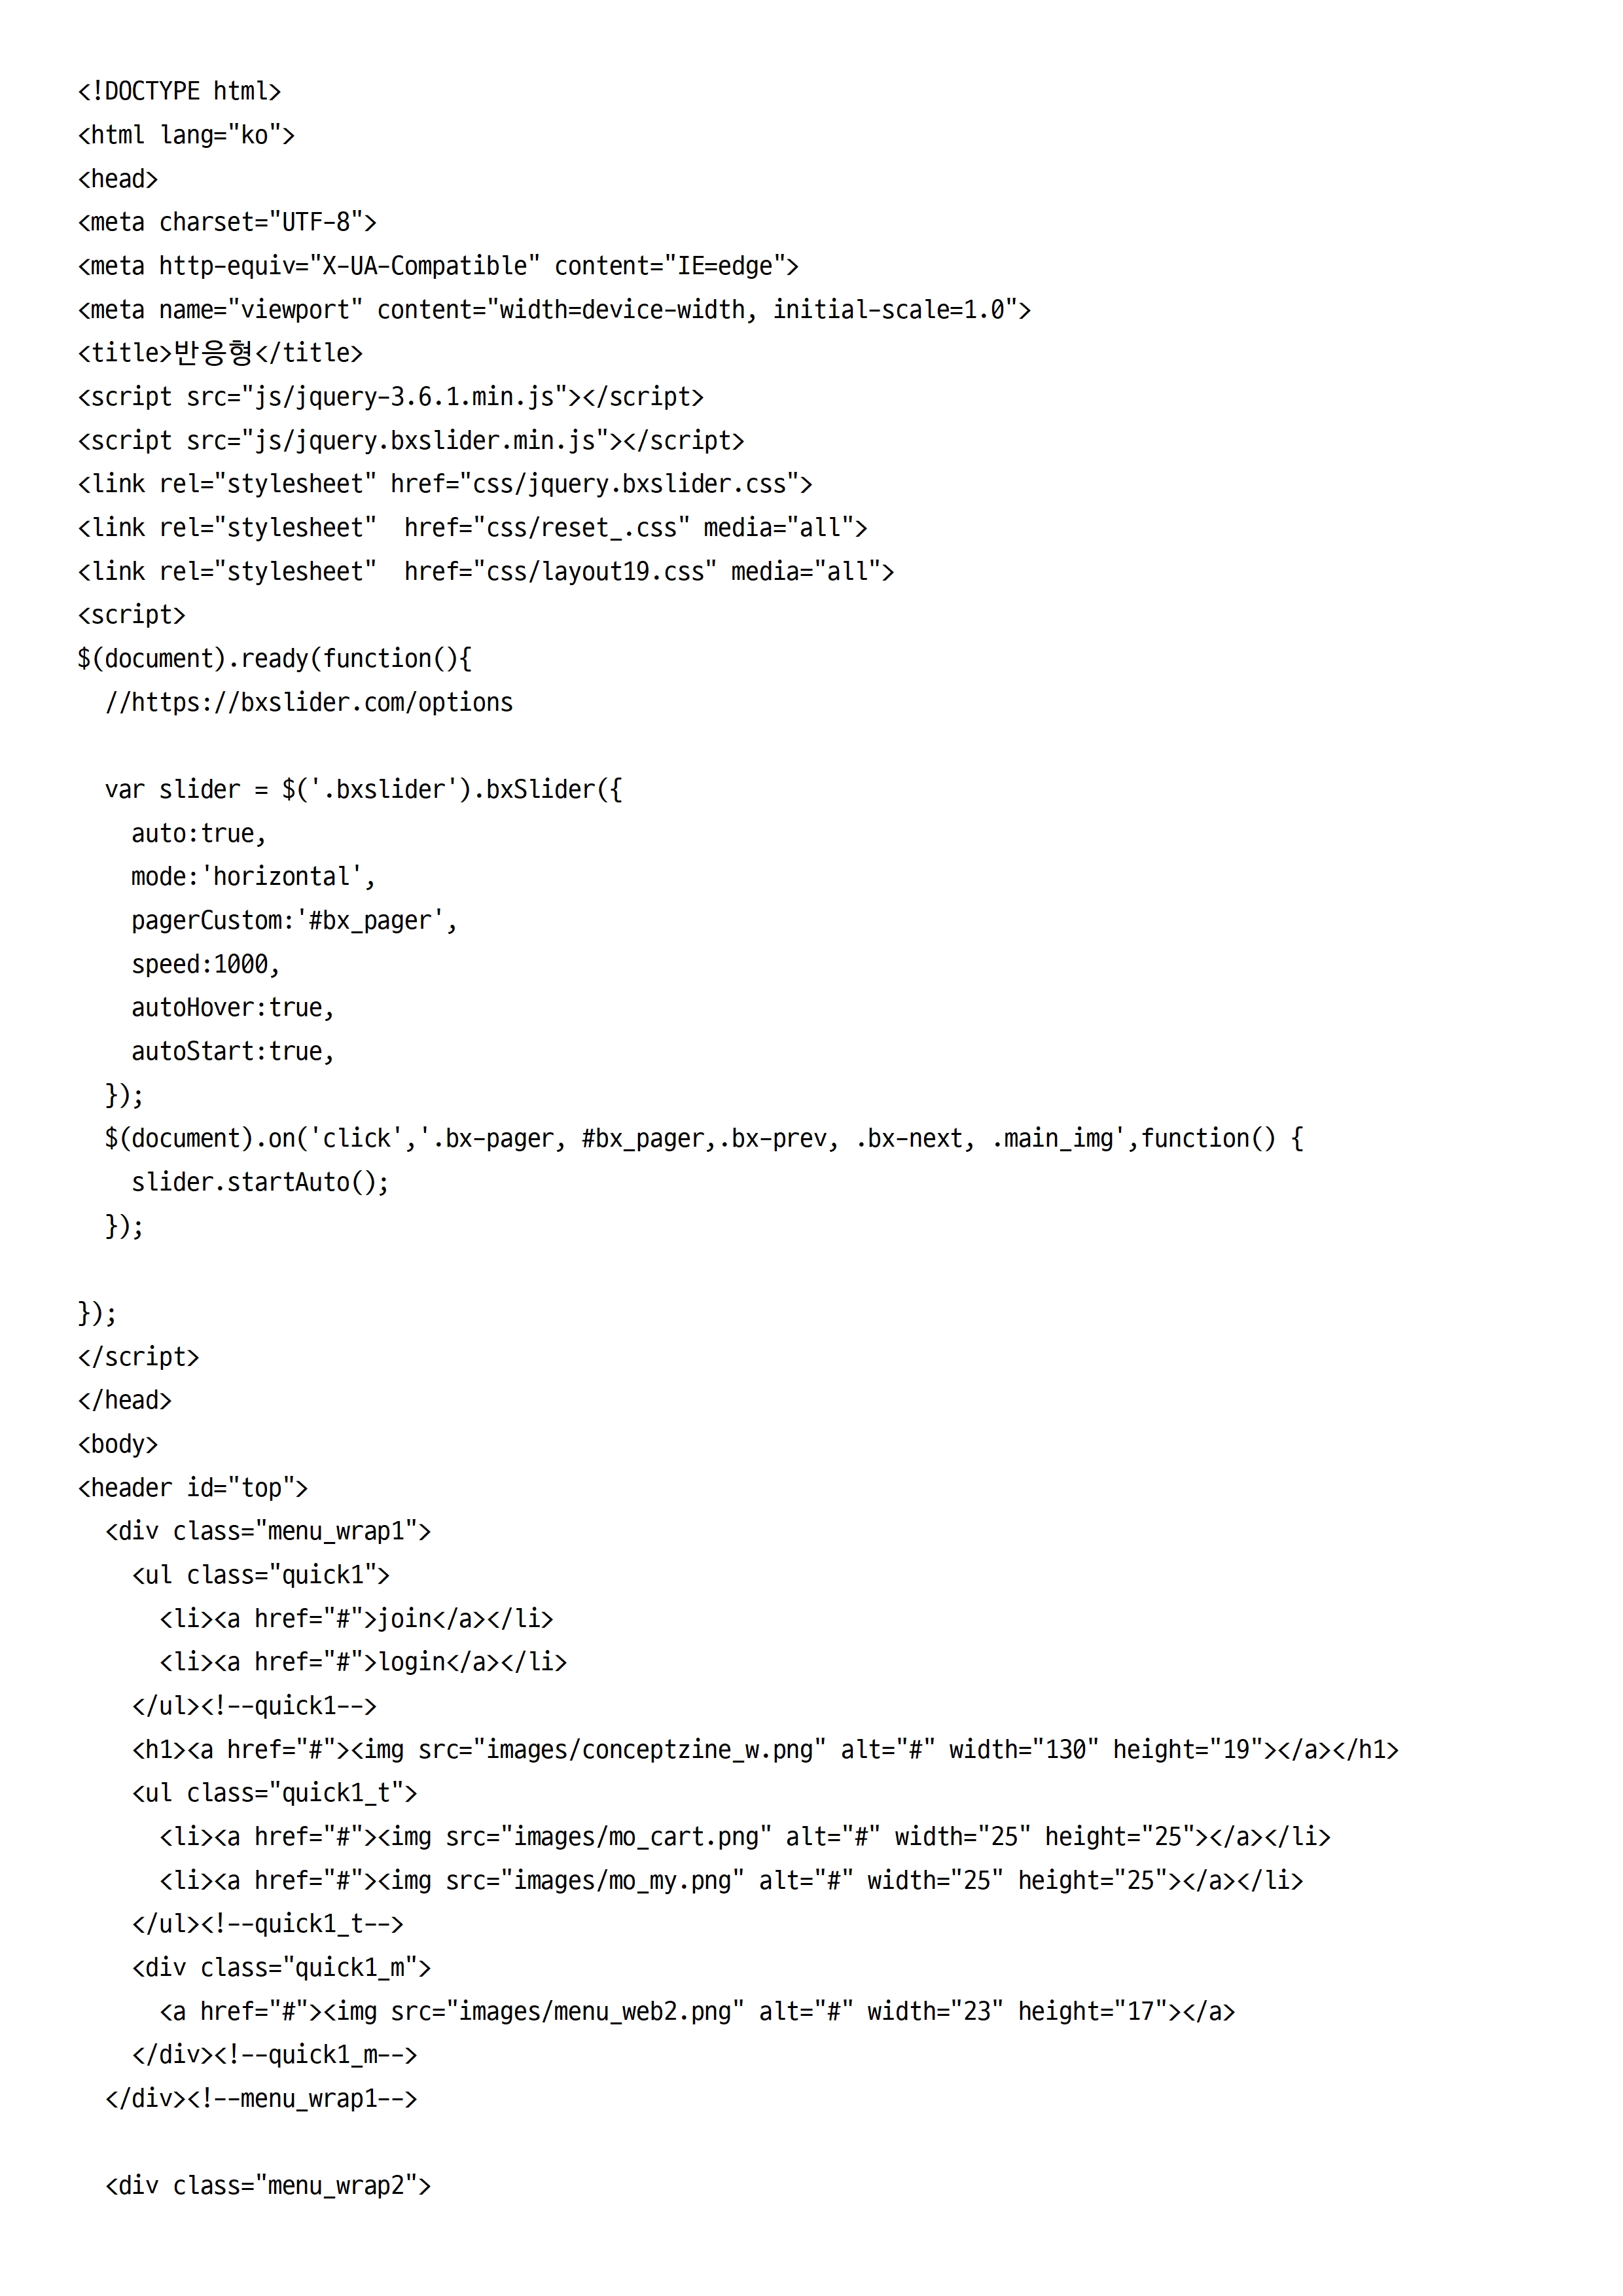 <!DOCTYPE html>
<html lang="ko">
<head>
<meta charset="UTF-8">
<meta http-equiv="X-UA-Compatible" content="IE=edge">
<meta name="viewport" content="width=device-width, initial-scale=1.0">
<title>반응형</title>
<script src="js/jquery-3.6.1.min.js"></script>
<script src="js/jquery.bxslider.min.js"></script>
<link rel="stylesheet" href="css/jquery.bxslider.css">
<link rel="stylesheet"  href="css/reset_.css" media="all">
<link rel="stylesheet"  href="css/layout19.css" media="all">
<script>
$(document).ready(function(){
  //https://bxslider.com/options

  var slider = $('.bxslider').bxSlider({
    auto:true,
    mode:'horizontal',
    pagerCustom:'#bx_pager',
    speed:1000,
    autoHover:true,
    autoStart:true,
  });
  $(document).on('click','.bx-pager, #bx_pager,.bx-prev, .bx-next, .main_img',function() {
    slider.startAuto();
  });

});
</script>
</head>
<body>
<header id="top">
  <div class="menu_wrap1">
    <ul class="quick1">
      <li><a href="#">join</a></li>
      <li><a href="#">login</a></li>
    </ul><!--quick1-->
    <h1><a href="#"><img src="images/conceptzine_w.png" alt="#" width="130" height="19"></a></h1>
    <ul class="quick1_t">
      <li><a href="#"><img src="images/mo_cart.png" alt="#" width="25" height="25"></a></li>
      <li><a href="#"><img src="images/mo_my.png" alt="#" width="25" height="25"></a></li>
    </ul><!--quick1_t-->
    <div class="quick1_m">
      <a href="#"><img src="images/menu_web2.png" alt="#" width="23" height="17"></a>
    </div><!--quick1_m-->
  </div><!--menu_wrap1-->

  <div class="menu_wrap2">